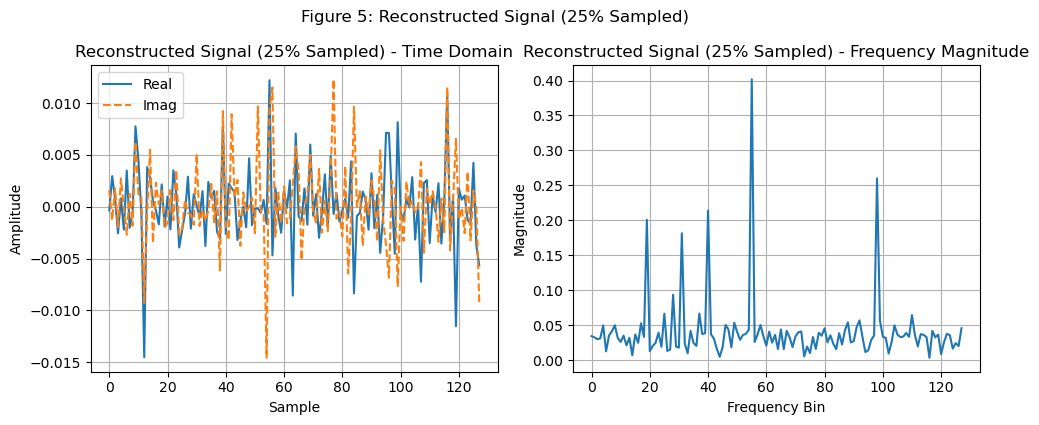 Figure 5: Reconstructed Signal (25% Sampled)
Reconstructed Signal (25% Sampled) - Time Domain
Real
Imag
0.010
0.005
0.000
−0.005
−0.010
−0.015
Amplitude
0 20 40 60 80 100 120
Sample
Reconstructed Signal (25% Sampled) - Frequency Magnitude
0.40
0.35
0.30
0.25
0.20
0.15
0.10
0.05
0.00
Magnitude
0 20 40 60 80 100 120
Frequency Bin